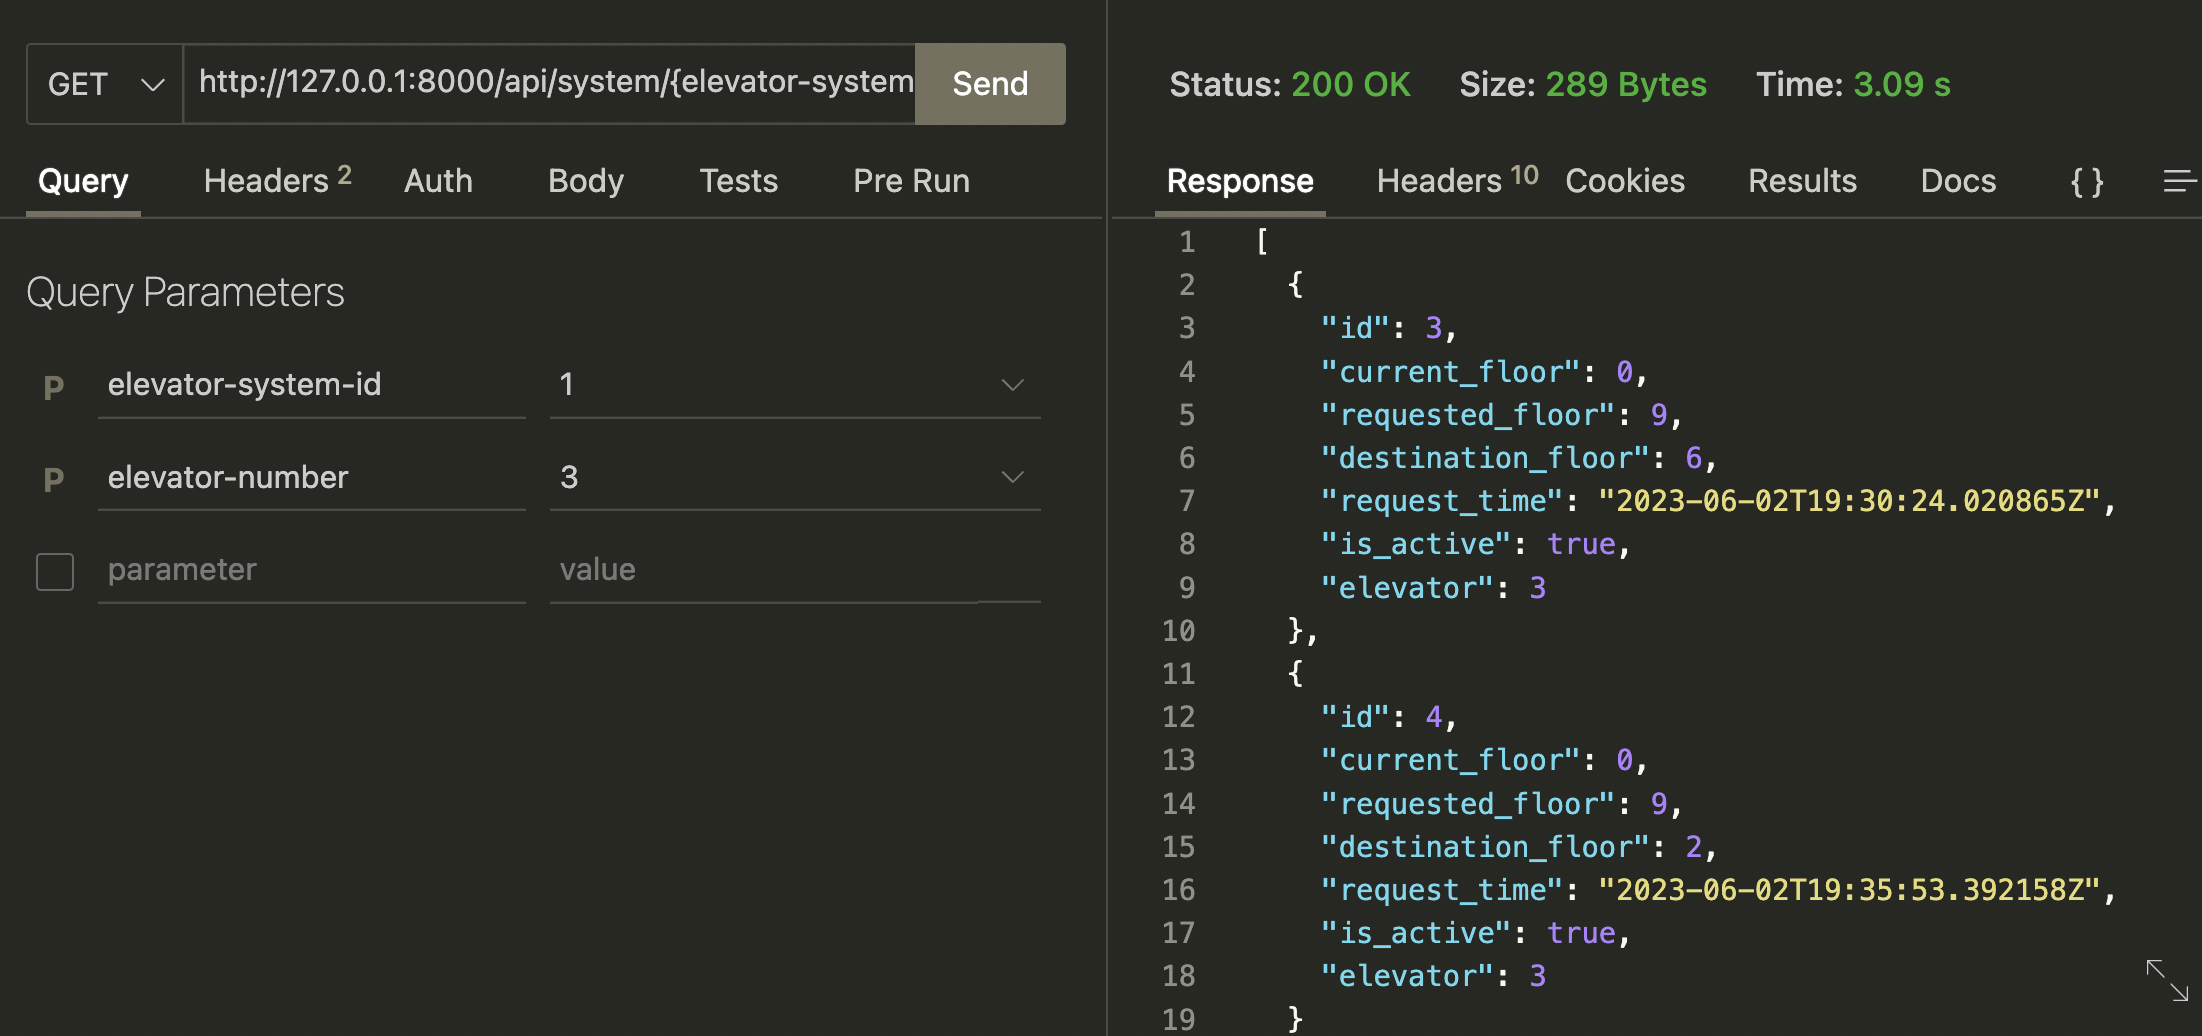 GET http://127.0.0.1:8000/api/system/{elevator-system Send
Query Headers 2 Auth Body Tests Pre Run
Query Parameters
P elevator-system-id 1
P elevator-number 3
parameter value
Status: 200 OK Size: 289 Bytes Time: 3.09 s
Response Headers 10 Cookies Results Docs { }
1 [
2 {
3 "id": 3,
4 "current_floor": 0,
5 "requested_floor": 9,
6 "destination_floor": 6,
7 "request_time": "2023-06-02T19:30:24.020865Z",
8 "is_active": true,
9 "elevator": 3
10 },
11 {
12 "id": 4,
13 "current_floor": 0,
14 "requested_floor": 9,
15 "destination_floor": 2,
16 "request_time": "2023-06-02T19:35:53.392158Z",
17 "is_active": true,
18 "elevator": 3
19 }